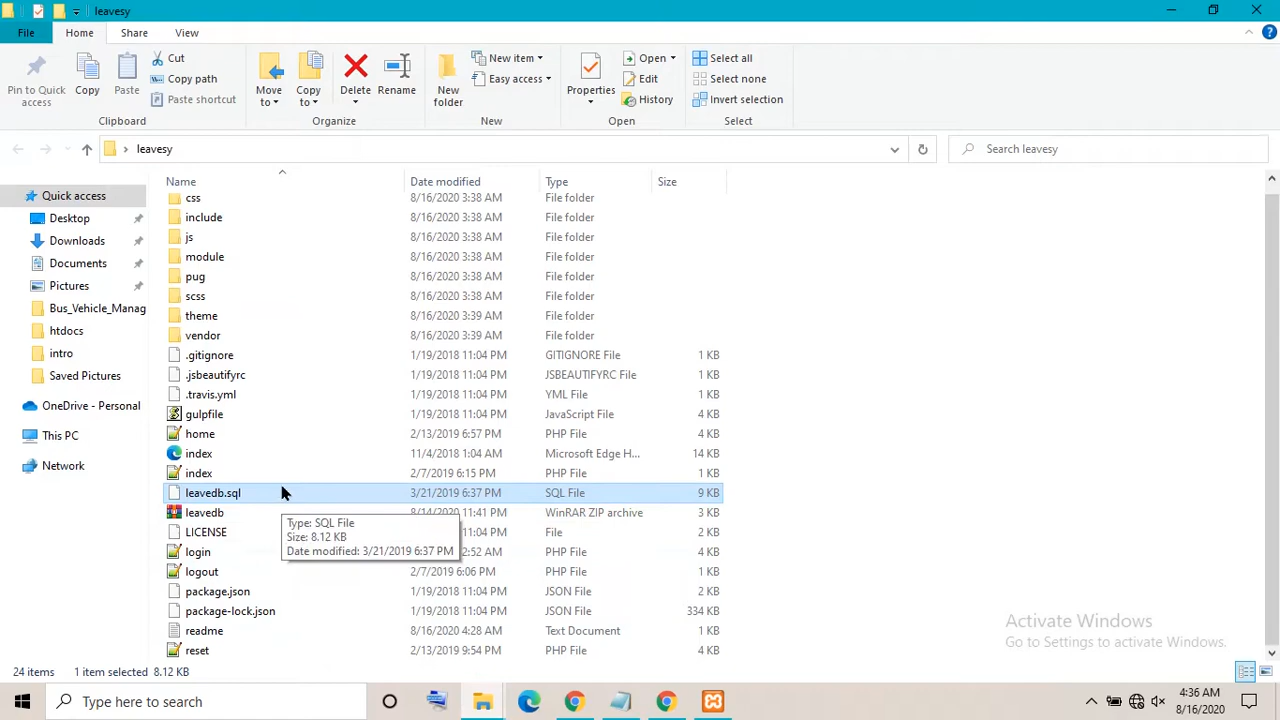 leavesy
File Home Share View
Pin to Quick access
Copy
Paste
Cut
Copy path
Paste shortcut
Clipboard
Move to
Copy to
Delete
Rename
Organize
New folder
New item
Easy access
New
Properties
Open
Edit
History
Open
Select all
Select none
Invert selection
Select
leavesy
Search leavesy
Quick access
Desktop
Downloads
Documents
Pictures
Bus_Vehicle_Manag
htdocs
intro
Saved Pictures
OneDrive - Personal
This PC
Network
Name Date modified Type Size
css 8/16/2020 3:38 AM File folder
include 8/16/2020 3:38 AM File folder
js 8/16/2020 3:38 AM File folder
module 8/16/2020 3:38 AM File folder
pug 8/16/2020 3:38 AM File folder
scss 8/16/2020 3:38 AM File folder
theme 8/16/2020 3:39 AM File folder
vendor 8/16/2020 3:39 AM File folder
.gitignore 1/19/2018 11:04 PM GITIGNORE File 1 KB
.jsbeautifyrc 1/19/2018 11:04 PM JSBEAUTIFYRC File 1 KB
.travis.yml 1/19/2018 11:04 PM YML File 1 KB
gulpfile 1/19/2018 11:04 PM JavaScript File 4 KB
home 2/13/2019 6:57 PM PHP File 4 KB
index 11/4/2018 1:04 AM Microsoft Edge H... 14 KB
index 2/7/2019 6:15 PM PHP File 1 KB
leavedb.sql 3/21/2019 6:37 PM SQL File 9 KB
leavedb 8/14/2020 11:41 PM WinRAR ZIP archive 3 KB
LICENSE :04 PM File 2 KB
login 2:52 AM PHP File 4 KB
logout 2/7/2019 6:06 PM PHP File 1 KB
package.json 1/19/2018 11:04 PM JSON File 2 KB
package-lock.json 1/19/2018 11:04 PM JSON File 334 KB
readme 8/16/2020 4:28 AM Text Document 1 KB
reset 2/13/2019 9:54 PM PHP File 4 KB
Type: SQL File
Size: 8.12 KB
Date modified: 3/21/2019 6:37 PM
Activate Windows
Go to Settings to activate Windows.
24 items 1 item selected 8.12 KB
Type here to search
4:36 AM
8/16/2020